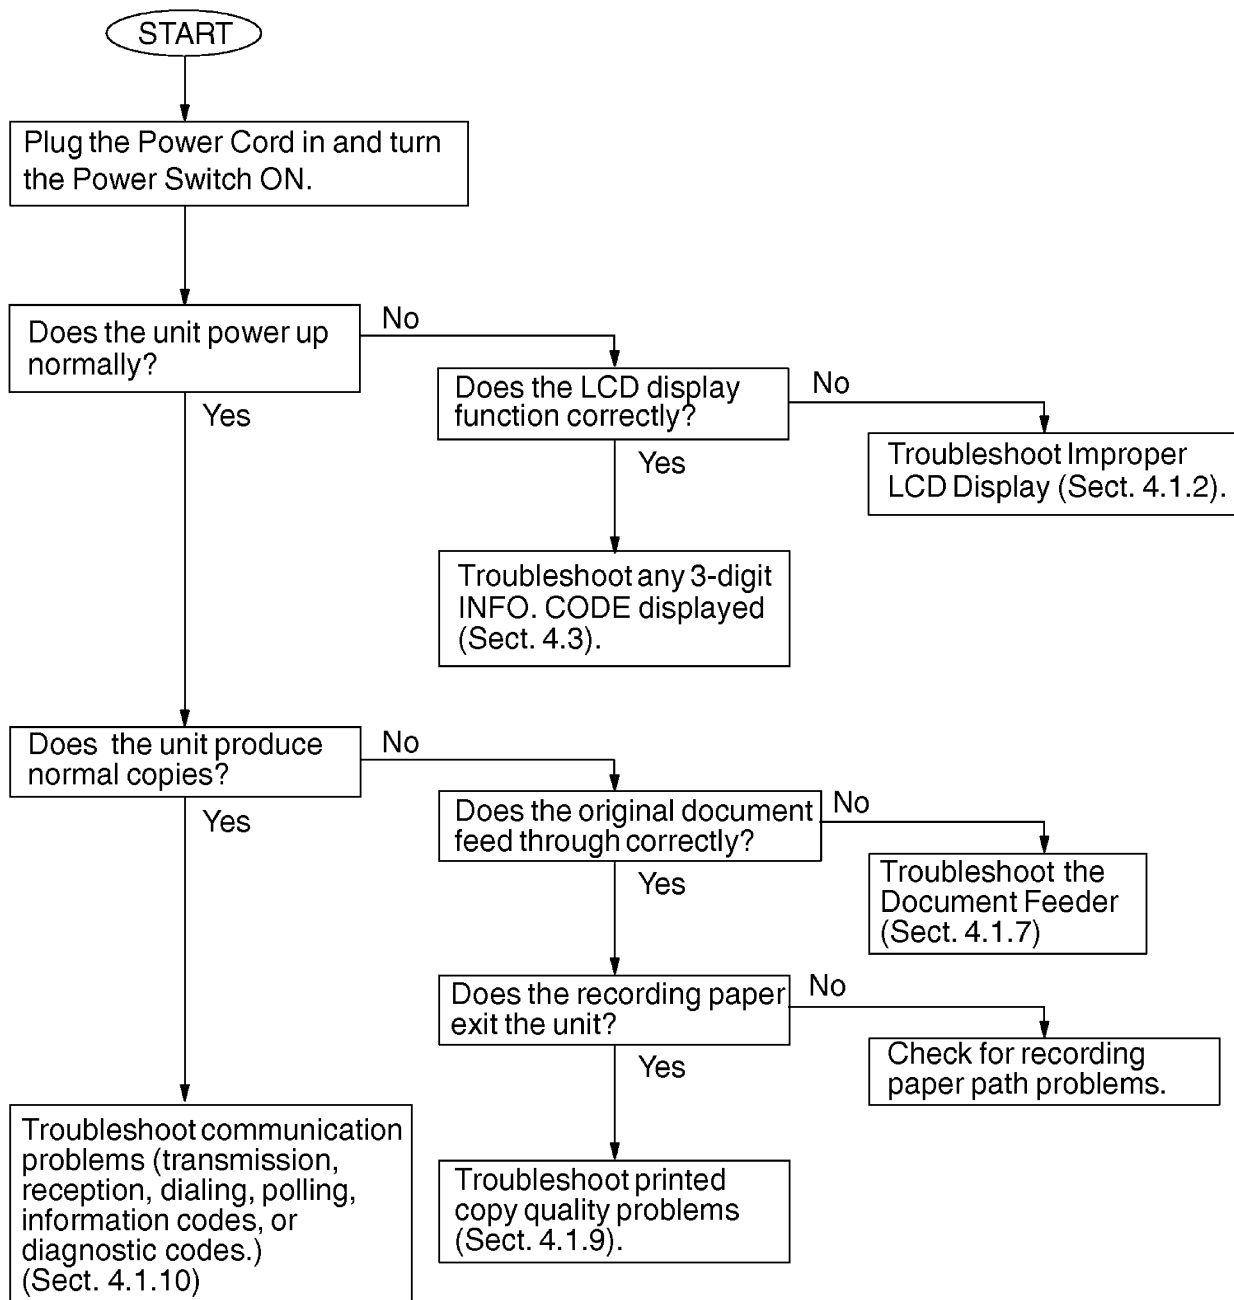 START
Plug the Power Cord in and turn
the Power Switch ON.
Does the unit power up
normally?
No
Yes
Does the LCD display
function correctly?
No
Yes
Troubleshoot Improper
LCD Display (Sect. 4.1.2).
Troubleshoot any 3-digit
INFO. CODE displayed
(Sect. 4.3).
Does the unit produce
normal copies?
No
Yes
Does the original document
feed through correctly?
No
Yes
Troubleshoot the
Document Feeder
(Sect. 4.1.7)
Does the recording paper
exit the unit?
No
Yes
Check for recording
paper path problems.
Troubleshoot communication
problems (transmission,
reception, dialing, polling,
information codes, or
diagnostic codes.)
(Sect. 4.1.10)
Troubleshoot printed
copy quality problems
(Sect. 4.1.9).